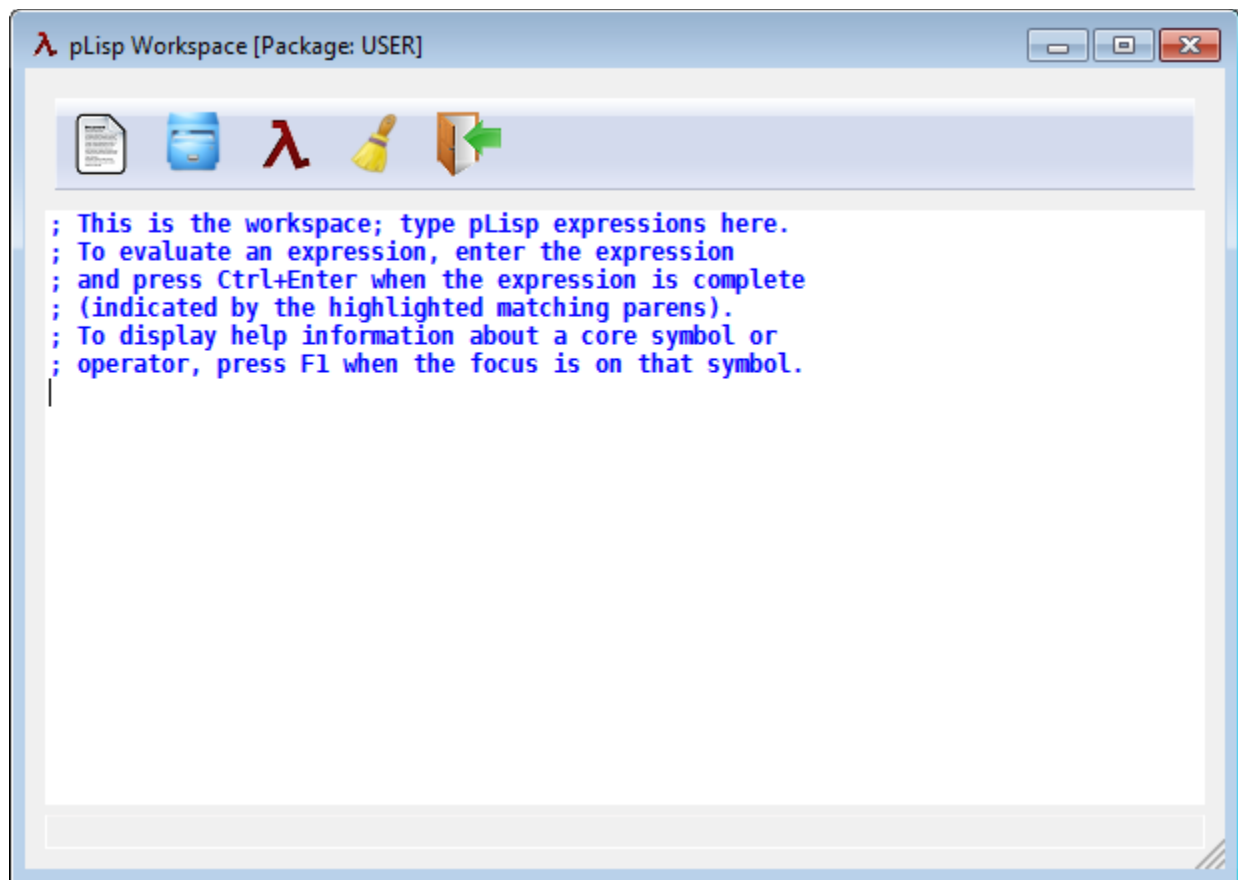 λ pLisp Workspace [Package: USER]
λ
; This is the workspace; type pLisp expressions here.
; To evaluate an expression, enter the expression
; and press Ctrl+Enter when the expression is complete
; (indicated by the highlighted matching parens).
; To display help information about a core symbol or
; operator, press F1 when the focus is on that symbol.